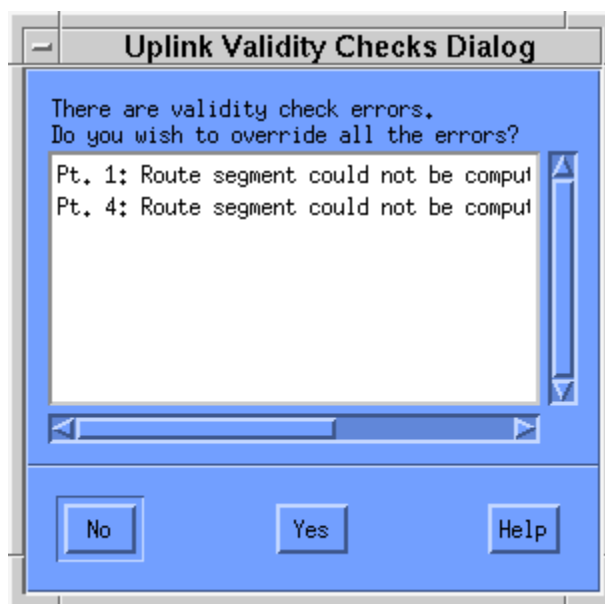 Uplink Validity Checks Dialog
There are validity check errors.
Do you wish to override all the errors?
Pt. 1: Route segment could not be comput
Pt. 4: Route segment could not be comput
No
Yes
Help